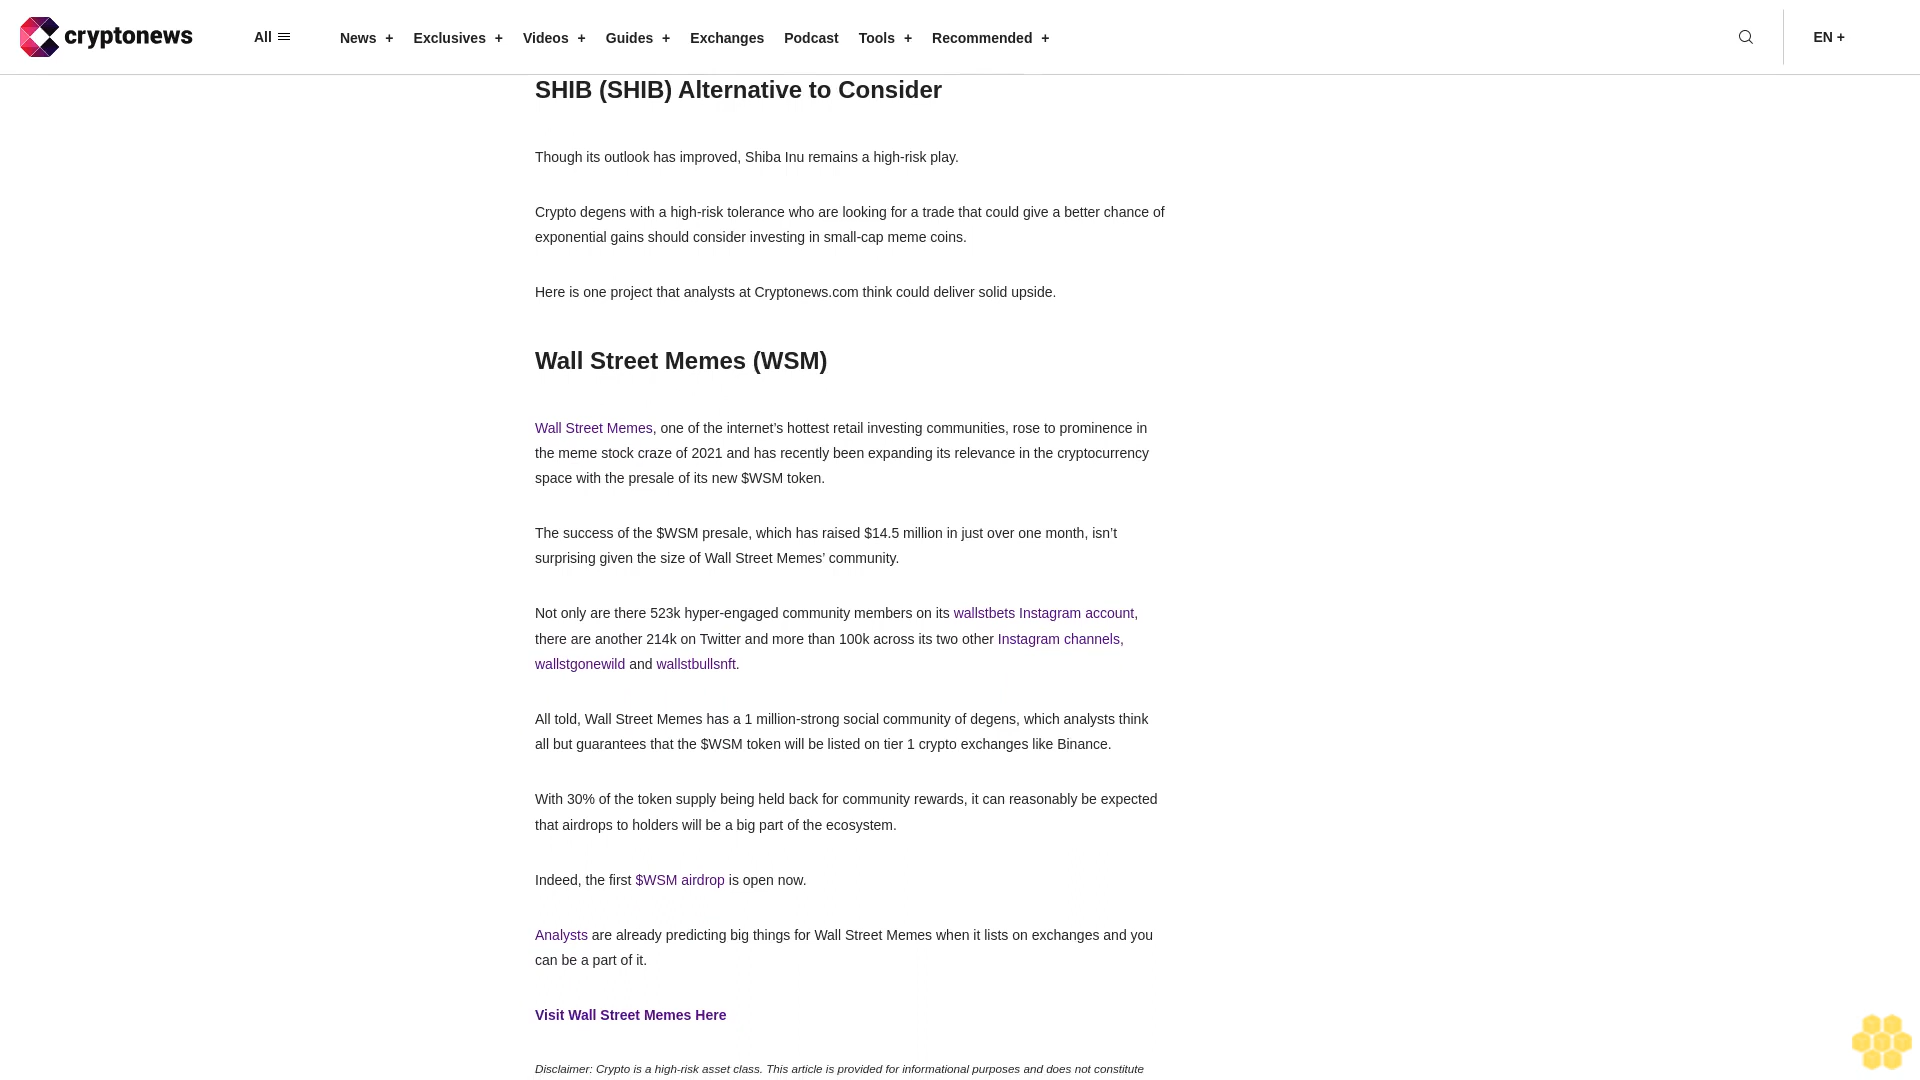 cryptonews All News + Exclusives + Videos + Guides + Exchanges Podcast Tools + Recommended + EN +
SHIB (SHIB) Alternative to Consider
Though its outlook has improved, Shiba Inu remains a high-risk play.
Crypto degens with a high-risk tolerance who are looking for a trade that could give a better chance of
exponential gains should consider investing in small-cap meme coins.
Here is one project that analysts at Cryptonews.com think could deliver solid upside.
Wall Street Memes (WSM)
Wall Street Memes, one of the internet’s hottest retail investing communities, rose to prominence in
the meme stock craze of 2021 and has recently been expanding its relevance in the cryptocurrency
space with the presale of its new $WSM token.
The success of the $WSM presale, which has raised $14.5 million in just over one month, isn’t
surprising given the size of Wall Street Memes’ community.
Not only are there 523k hyper-engaged community members on its wallstbets Instagram account,
there are another 214k on Twitter and more than 100k across its two other Instagram channels,
wallstgonewild and wallstbullsnft.
All told, Wall Street Memes has a 1 million-strong social community of degens, which analysts think
all but guarantees that the $WSM token will be listed on tier 1 crypto exchanges like Binance.
With 30% of the token supply being held back for community rewards, it can reasonably be expected
that airdrops to holders will be a big part of the ecosystem.
Indeed, the first $WSM airdrop is open now.
Analysts are already predicting big things for Wall Street Memes when it lists on exchanges and you
can be a part of it.
Visit Wall Street Memes Here
Disclaimer: Crypto is a high-risk asset class. This article is provided for informational purposes and does not constitute